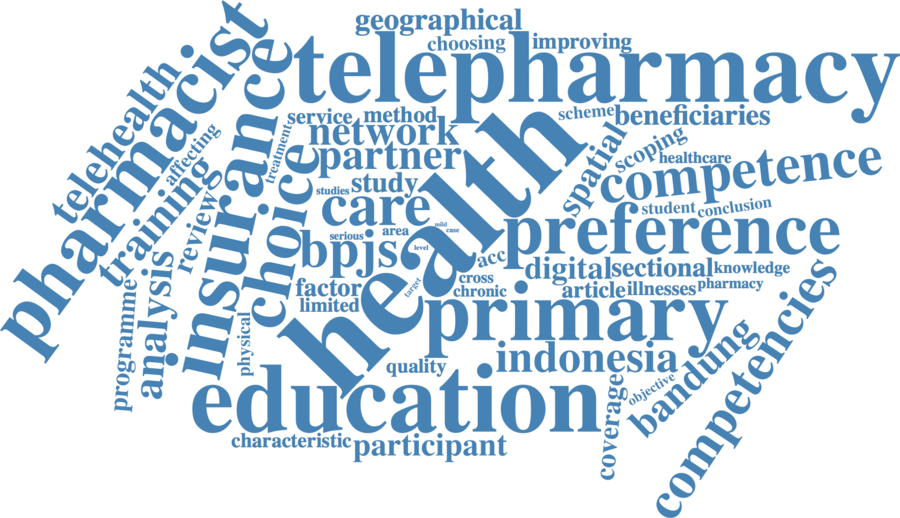 geographical
choosing
improving
telepharmacy
pharmacist
telehealth
insurance
affecting
treatment
service
method
scheme
beneficiaries
network
partner
health
spatial
scoping
healthcare
competence
training
review
choice
studies
study
care
student
conclusion
preference
mild
case
area
serious
level
bpjs
acc
digital
sectional
knowledge
cross
chronic
article
illnesses
pharmacy
target
factor
limited
primary
programme
analysis
physical
indonesia
quality
education
bandung
competencies
objective
coverage
characteristic
participant